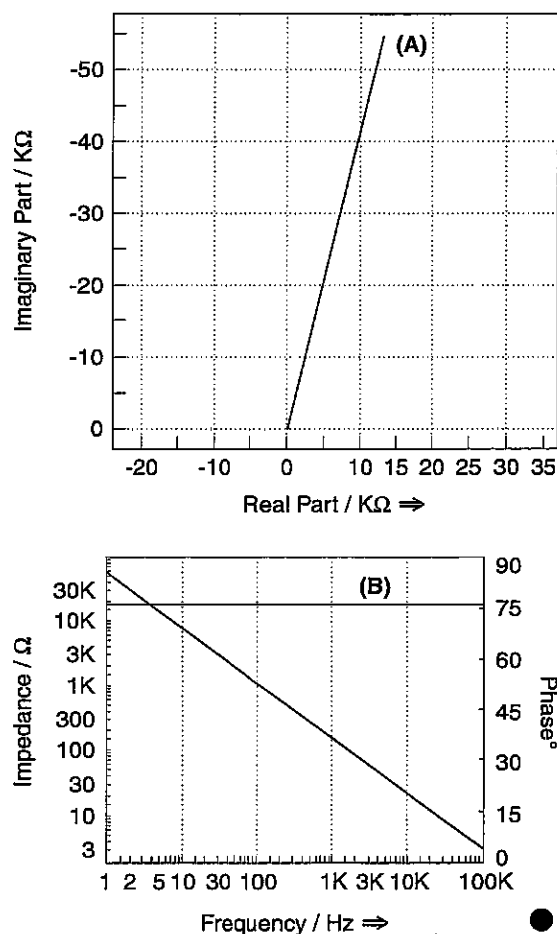 (A)
Imaginary Part / KΩ
-50
-40
-30
-20
-10
0
-20 -10 0 10 15 20 25 30 35
Real Part / KΩ ⇒
(B)
Impedance / Ω
30K
10K
3K
1K
300
100
30
10
3
90
75
60
45
30
15
0
Phase°
1 2 5 10 30 100 1K 3K 10K 100K
Frequency / Hz ⇒